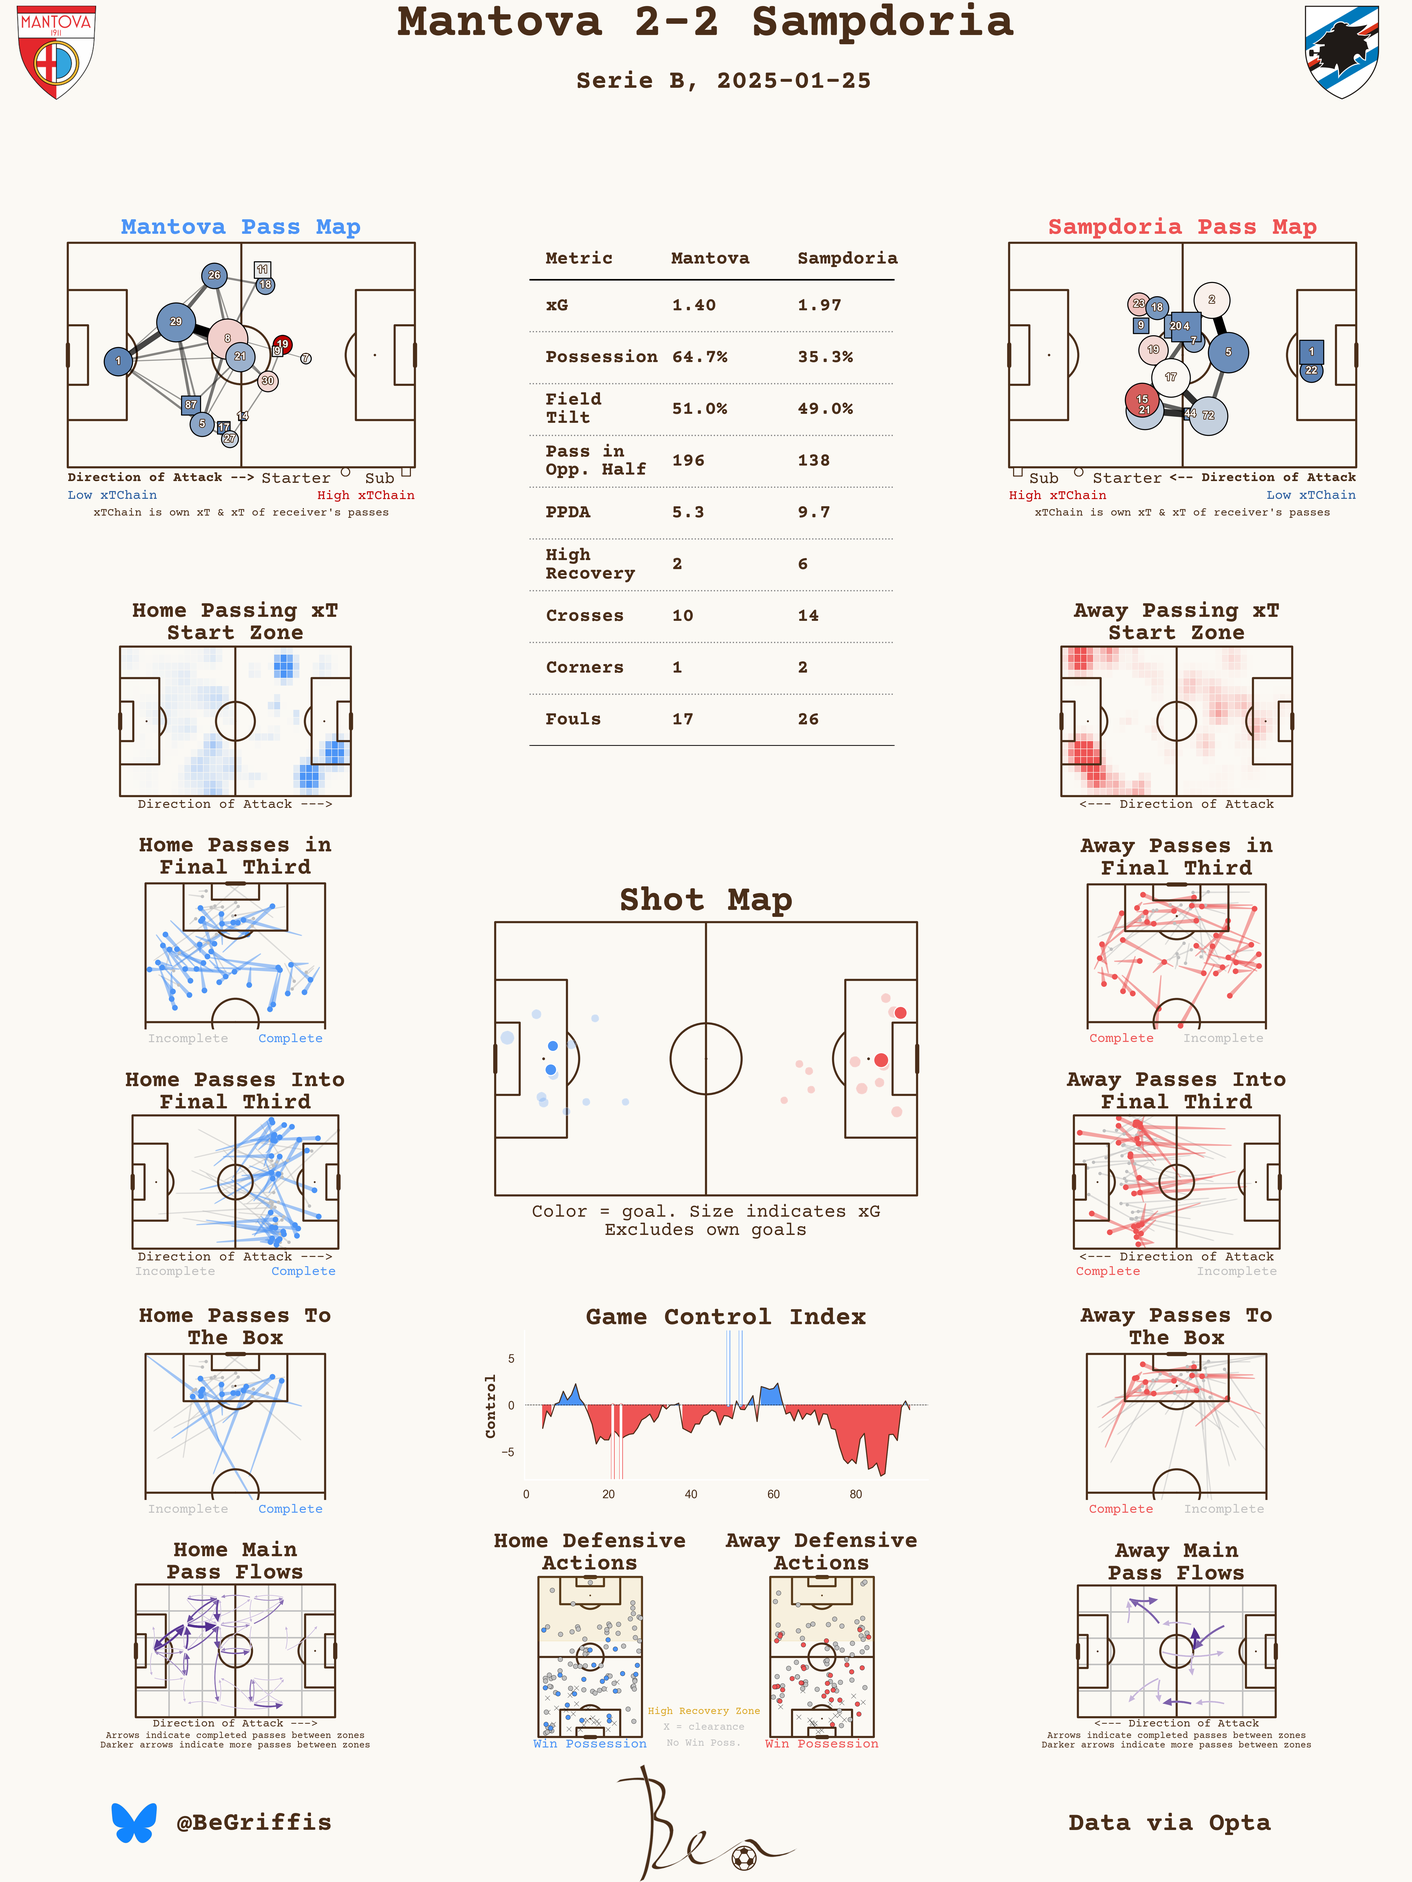 Mantova 2-2 Sampdoria
Serie B, 2025-01-25
MANTOVA
1911
Mantova Pass Map
26
11
18
29
8
21
19
9
7
1
30
87
5
17
14
27
Direction of Attack --> Starter Sub
Low xTChain High xTChain
xTChain is own xT & xT of receiver's passes
Metric Mantova Sampdoria
xG 1.40 1.97
Possession 64.7% 35.3%
Field
Tilt 51.0% 49.0%
Pass in
Opp. Half 196 138
PPDA 5.3 9.7
High
Recovery 2 6
Crosses 10 14
Corners 1 2
Fouls 17 26
Sampdoria Pass Map
23
18
2
9
20
4
7
19
5
1
22
17
15
21
44
72
Sub Starter <-- Direction of Attack
High xTChain Low xTChain
xTChain is own xT & xT of receiver's passes
Home Passing xT
Start Zone
Direction of Attack --->
Away Passing xT
Start Zone
<--- Direction of Attack
Home Passes in
Final Third
Incomplete Complete
Shot Map
Color = goal. Size indicates xG
Excludes own goals
Away Passes in
Final Third
Complete Incomplete
Home Passes Into
Final Third
Direction of Attack --->
Incomplete Complete
Away Passes Into
Final Third
<--- Direction of Attack
Complete Incomplete
Home Passes To
The Box
Incomplete Complete
Game Control Index
Control
5
0
−5
0 20 40 60 80
Away Passes To
The Box
Complete Incomplete
Home Main
Pass Flows
Direction of Attack --->
Arrows indicate completed passes between zones
Darker arrows indicate more passes between zones
Home Defensive
Actions
Win Possession
High Recovery Zone
X = clearance
No Win Poss.
Away Defensive
Actions
Win Possession
Away Main
Pass Flows
<--- Direction of Attack
Arrows indicate completed passes between zones
Darker arrows indicate more passes between zones
@BeGriffis
Ben
Data via Opta